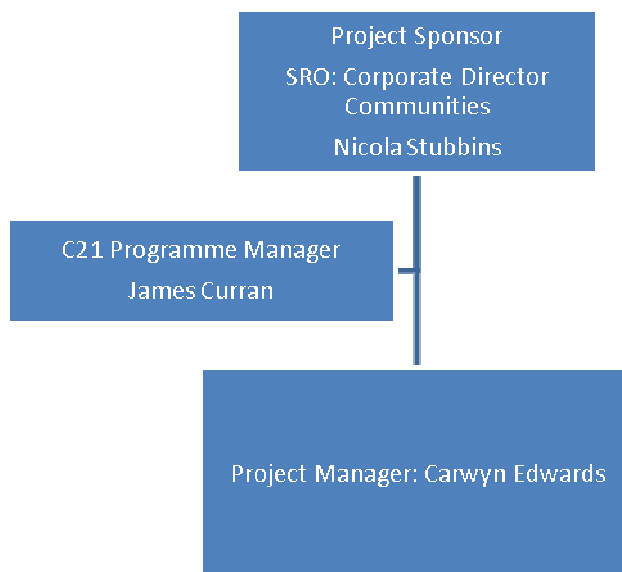 Project Sponsor
SRO: Corporate Director
Communities
Nicola Stubbins
C21 Programme Manager
James Curran
Project Manager: Carwyn Edwards